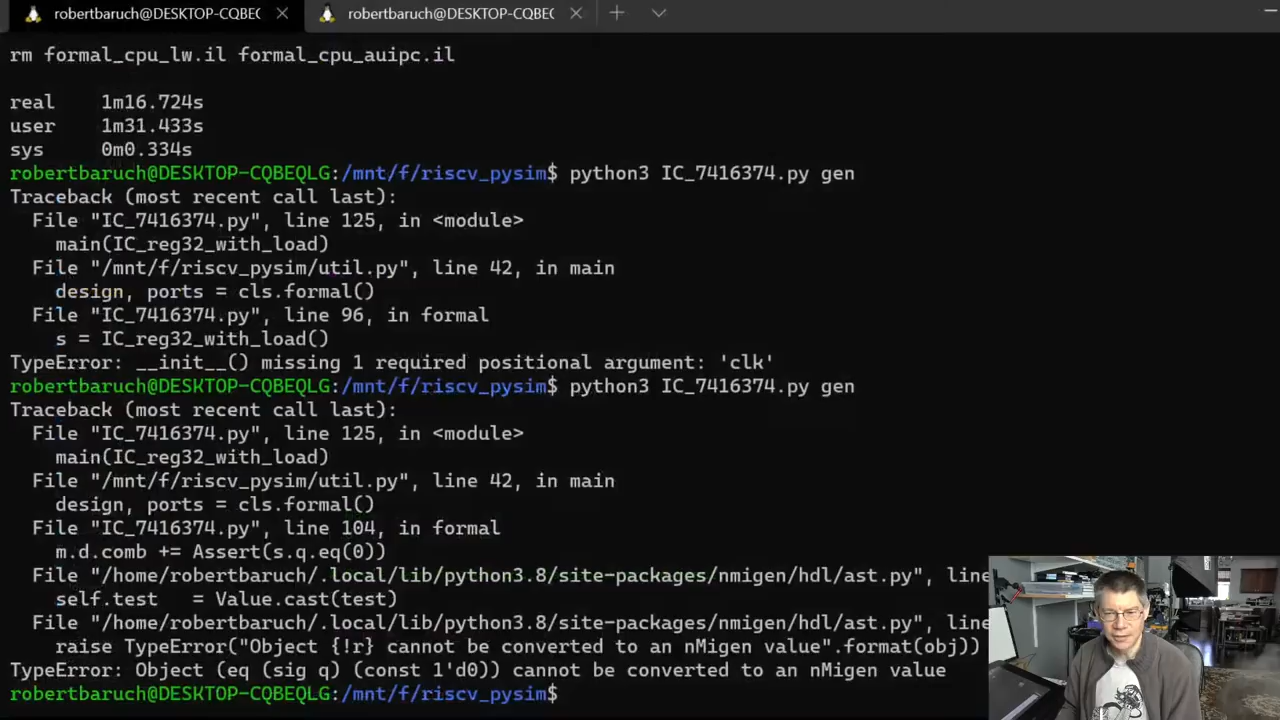 robertbaruch@DESKTOP-CQBEC
robertbaruch@DESKTOP-CQBEC
rm formal_cpu_lw.il formal_cpu_auipc.il
real 1m16.724s
user 1m31.433s
sys 0m0.334s
robertbaruch@DESKTOP-CQBEQLG:/mnt/f/riscv_pysim$ python3 IC_7416374.py gen
Traceback (most recent call last):
File "IC_7416374.py", line 125, in <module>
main(IC_reg32_with_load)
File "/mnt/f/riscv_pysim/util.py", line 42, in main
design, ports = cls.formal()
File "IC_7416374.py", line 96, in formal
s = IC_reg32_with_load()
TypeError: __init__() missing 1 required positional argument: 'clk'
robertbaruch@DESKTOP-CQBEQLG:/mnt/f/riscv_pysim$ python3 IC_7416374.py gen
Traceback (most recent call last):
File "IC_7416374.py", line 125, in <module>
main(IC_reg32_with_load)
File "/mnt/f/riscv_pysim/util.py", line 42, in main
design, ports = cls.formal()
File "IC_7416374.py", line 104, in formal
m.d.comb += Assert(s.q.eq(0))
File "/home/robertbaruch/.local/lib/python3.8/site-packages/nmigen/hdl/ast.py", line
self.test = Value.cast(test)
File "/home/robertbaruch/.local/lib/python3.8/site-packages/nmigen/hdl/ast.py", line
raise TypeError("Object {!r} cannot be converted to an nMigen value".format(obj))
TypeError: Object (eq (sig q) (const 1'd0)) cannot be converted to an nMigen value
robertbaruch@DESKTOP-CQBEQLG:/mnt/f/riscv_pysim$